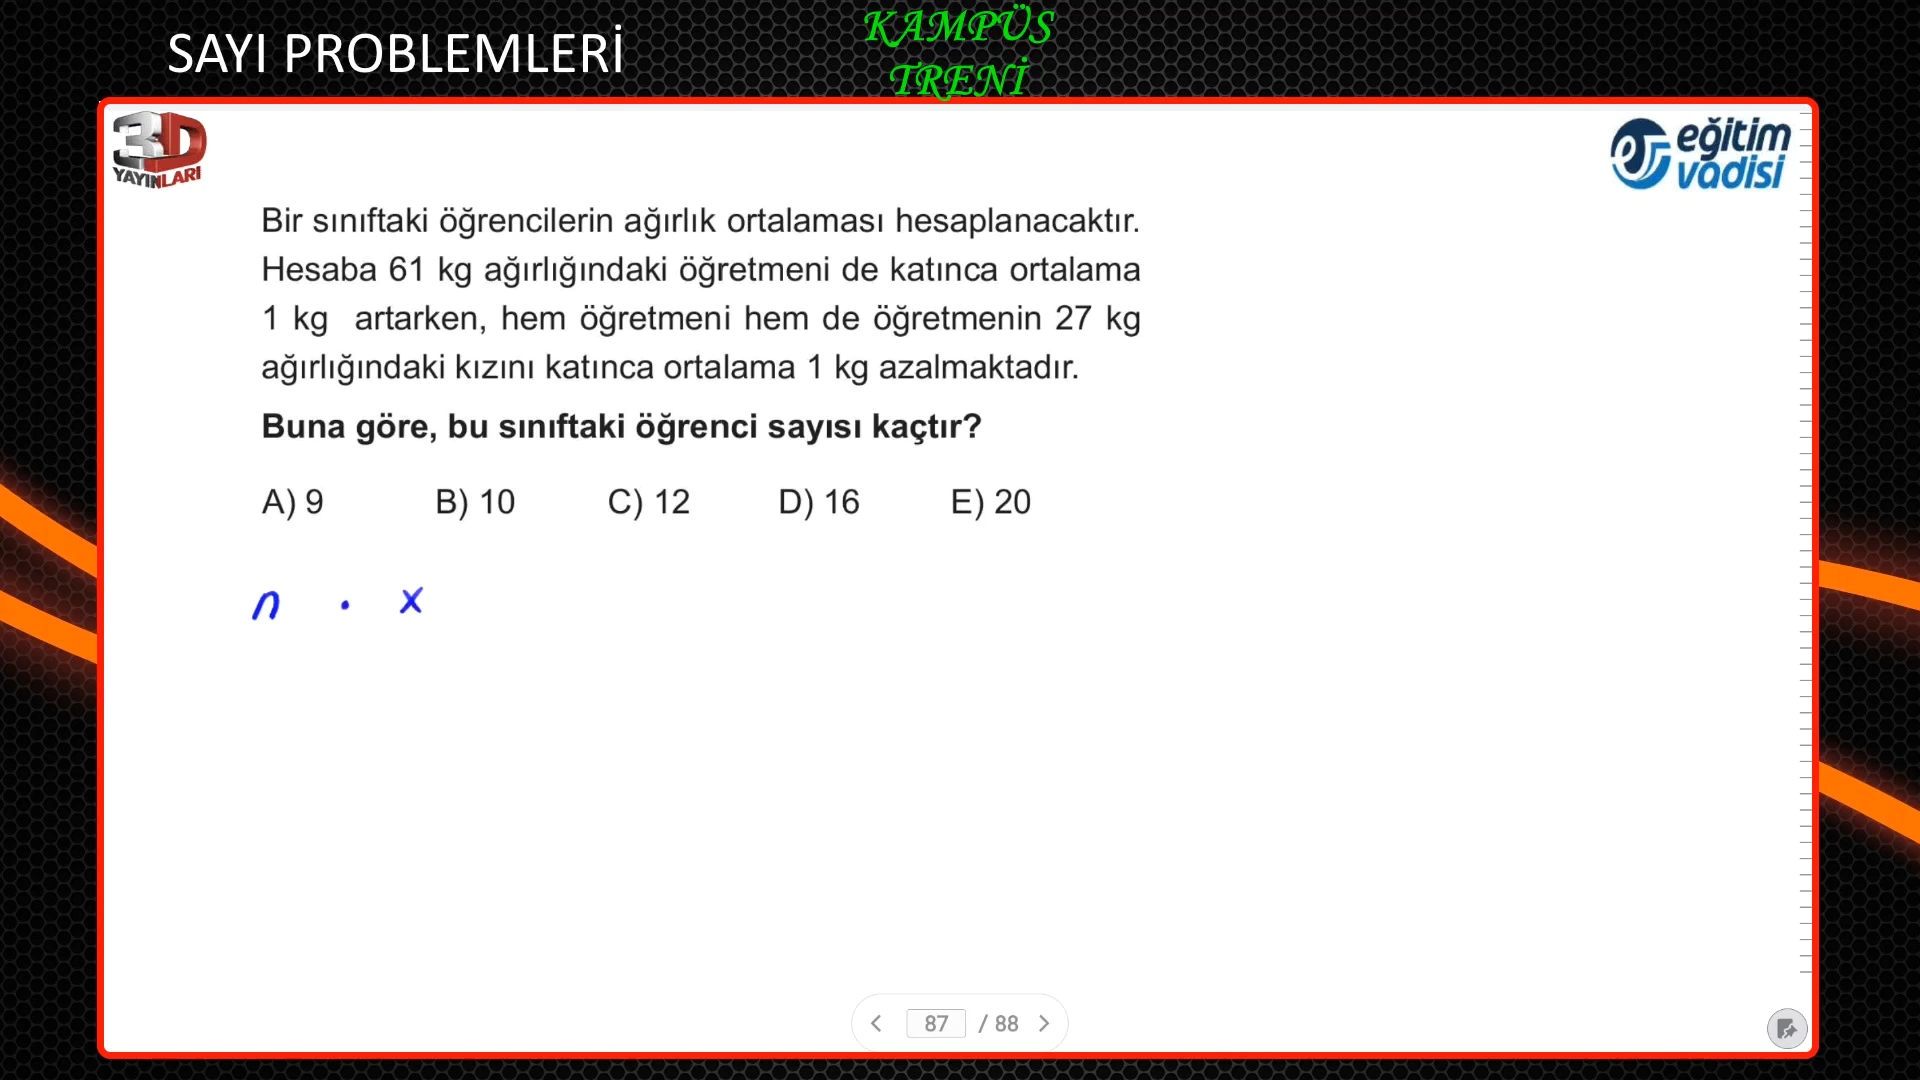 SAYI PROBLEMLERİ
KAMPÜS
TRENİ
3D
YAYINLARI
eğitim
vadisi
Bir sınıftaki öğrencilerin ağırlık ortalaması hesaplanacaktır.
Hesaba 61 kg ağırlığındaki öğretmeni de katınca ortalama
1 kg artarken, hem öğretmeni hem de öğretmenin 27 kg
ağırlığındaki kızını katınca ortalama 1 kg azalmaktadır.
Buna göre, bu sınıftaki öğrenci sayısı kaçtır?
A) 9 B) 10 C) 12 D) 16 E) 20
n . x
87 / 88